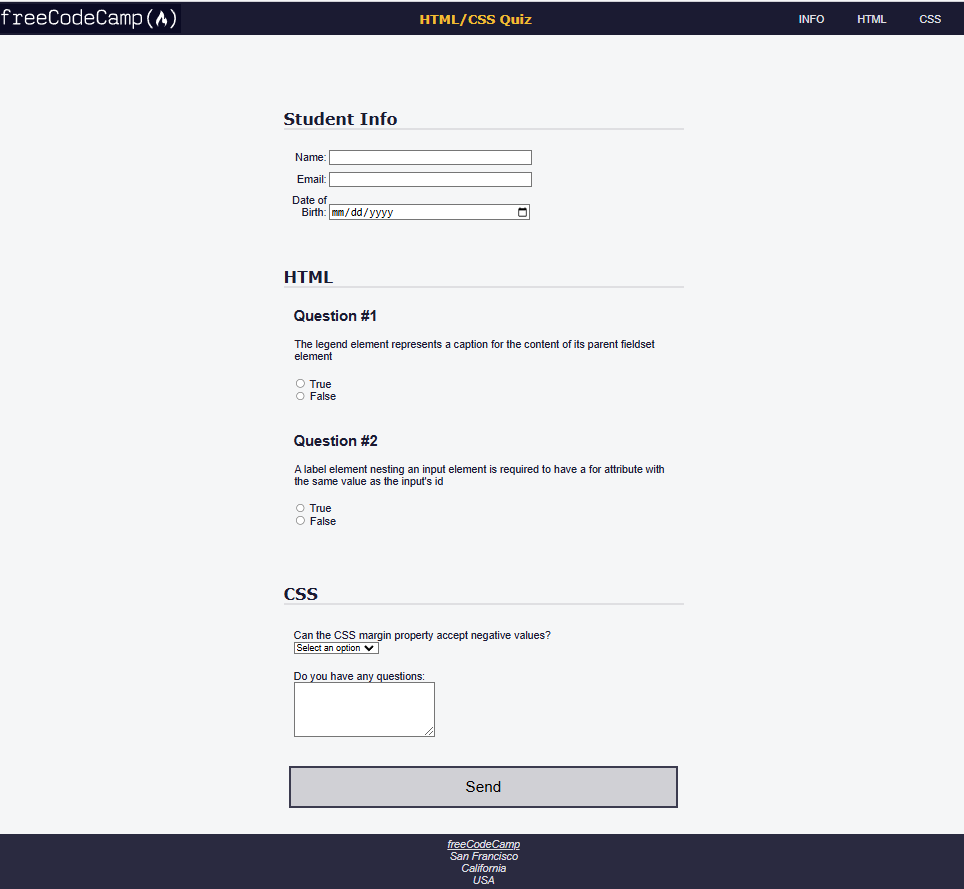 freeCodeCamp
HTML/CSS Quiz
INFO
HTML
CSS
Student Info
Name:
Email:
Date of
Birth:
mm/dd/yyyy
HTML
Question #1
The legend element represents a caption for the content of its parent fieldset
element
True
False
Question #2
A label element nesting an input element is required to have a for attribute with
the same value as the input's id
True
False
CSS
Can the CSS margin property accept negative values?
Select an option
Do you have any questions:
Send
freeCodeCamp
San Francisco
California
USA